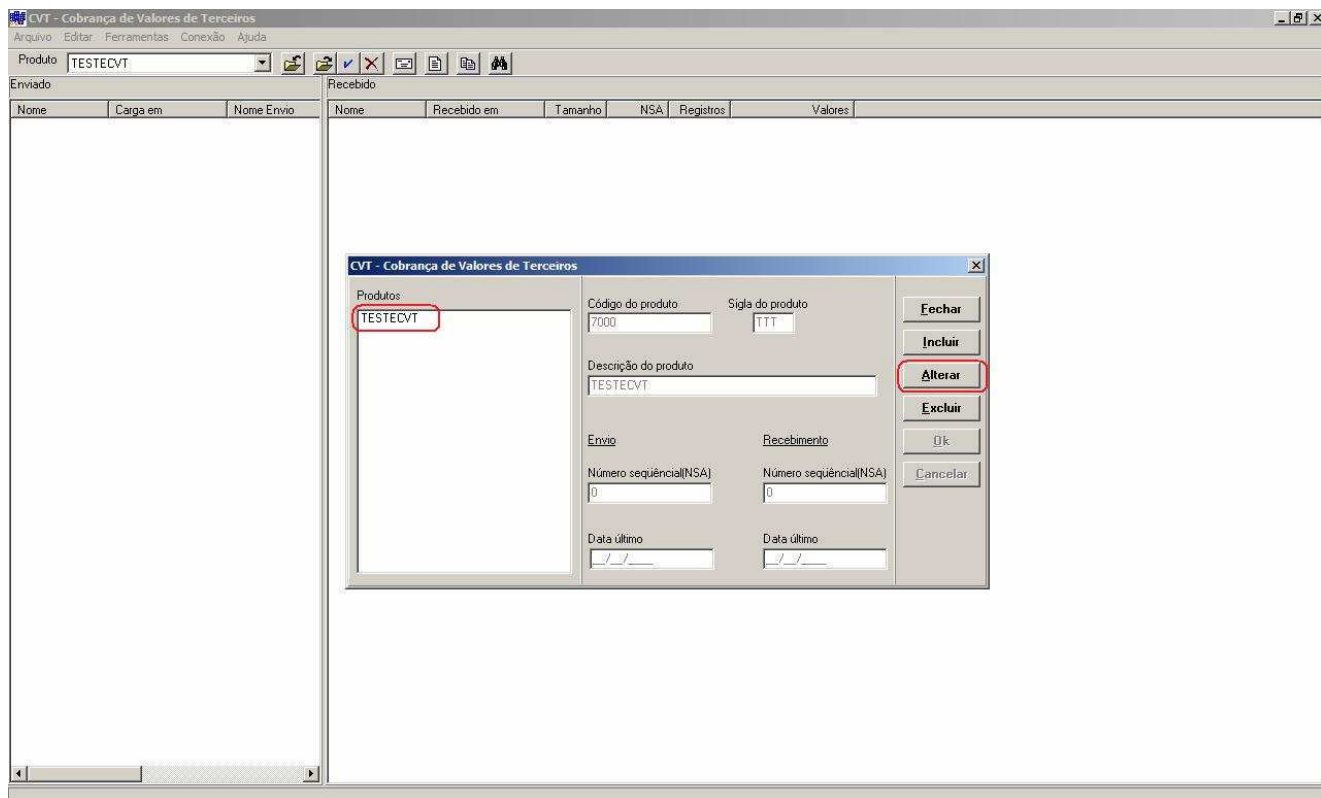 CVT - Cobrança de Valores de Terceiros
Arquivo Editar Ferramentas Conexão Ajuda
Produto TESTECVT
Enviado Recebido
Nome Carga em Nome Envio Nome Recebido em Tamanho NSA Registros Valores
CVT - Cobrança de Valores de Terceiros
Produtos
TESTECVT
Código do produto Sigla do produto
7000 TTT
Descrição do produto
TESTECVT
Envio Recebimento
Número seqüêncial(NSA) Número seqüêncial(NSA)
0 0
Data último Data último
__/__/____ __/__/____
Fechar
Incluir
Alterar
Excluir
Ok
Cancelar